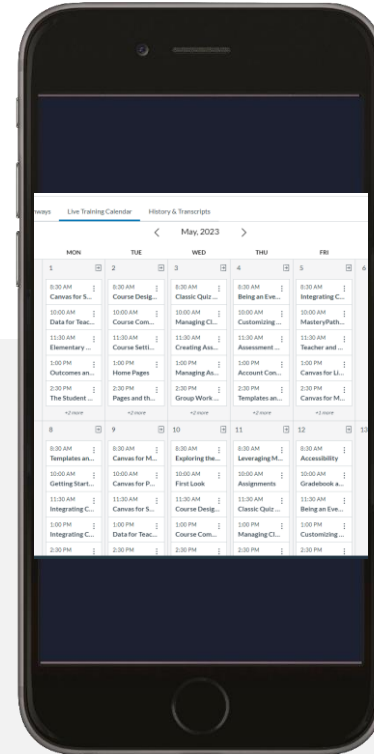 Live Training Calendar History & Transcripts
< May, 2023 >
MON TUE WED THU FRI
1 2 3 4 5 6
8:30 AM 8:30 AM 8:30 AM 8:30 AM 8:30 AM
Canvas for S... Course Desig... Classic Quiz ... Being an Eve... Integrating C...
10:00 AM 10:00 AM 10:00 AM 10:00 AM 10:00 AM
Data for Teac... Course Com... Managing Cl... Customizing ... MasteryPath...
11:30 AM 11:30 AM 11:30 AM 11:30 AM 11:30 AM
Elementary ... Course Setti... Creating Ass... Assessment ... Teacher and ...
1:00 PM 1:00 PM 1:00 PM 1:00 PM 1:00 PM
Outcomes an... Home Pages Managing As... Account Con... Canvas for Li...
2:30 PM 2:30 PM 2:30 PM 2:30 PM 2:30 PM
The Student ... Pages and th... Group Work ... Templates an... Canvas for M...
+2 more +2 more +2 more +2 more +2 more
8 9 10 11 12 13
8:30 AM 8:30 AM 8:30 AM 8:30 AM 8:30 AM
Templates an... Canvas for M... Exploring the... Leveraging M... Accessibility
10:00 AM 10:00 AM 10:00 AM 10:00 AM 10:00 AM
Getting Start... Canvas for P... First Look Assignments Gradebook a...
11:30 AM 11:30 AM 11:30 AM 11:30 AM 11:30 AM
Integrating C... Canvas for S... Course Desig... Classic Quiz ... Being an Eve...
1:00 PM 1:00 PM 1:00 PM 1:00 PM 1:00 PM
Integrating C... Data for Teac... Course Com... Managing Cl... Customizing ...
2:30 PM 2:30 PM 2:30 PM 2:30 PM 2:30 PM